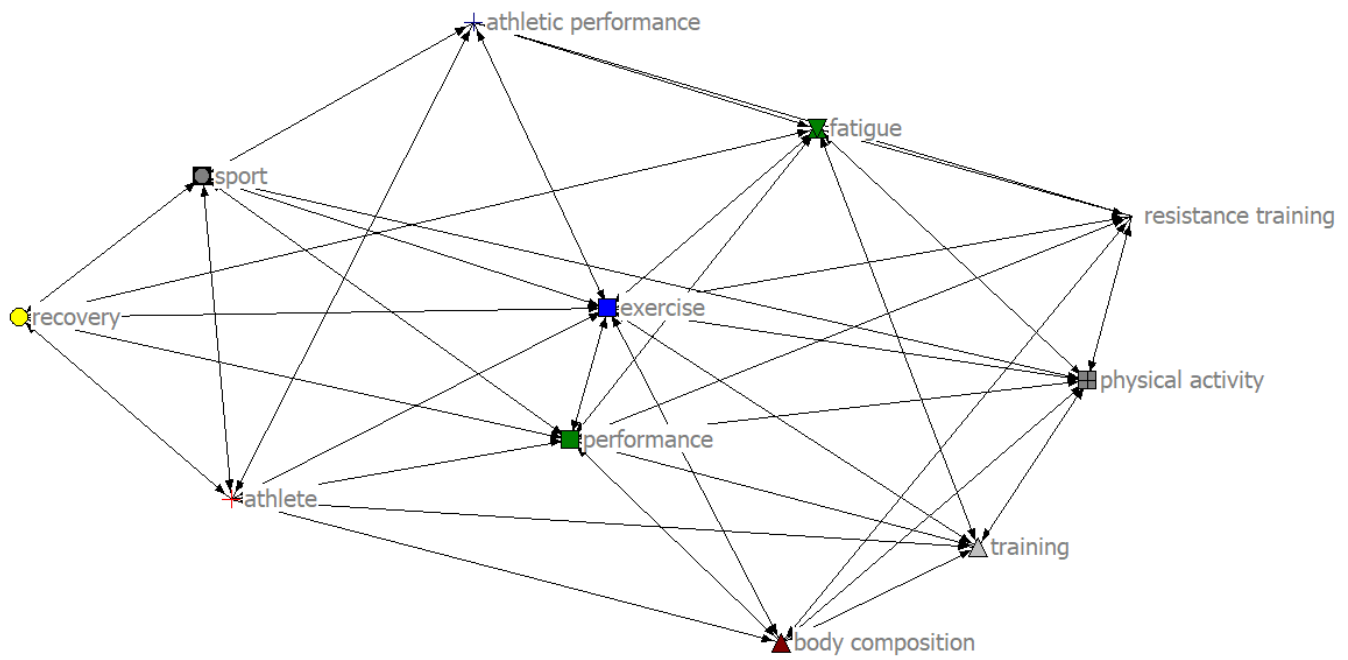 athletic performance
fatigue
sport
resistance training
exercise
recovery
physical activity
performance
athlete
training
body composition